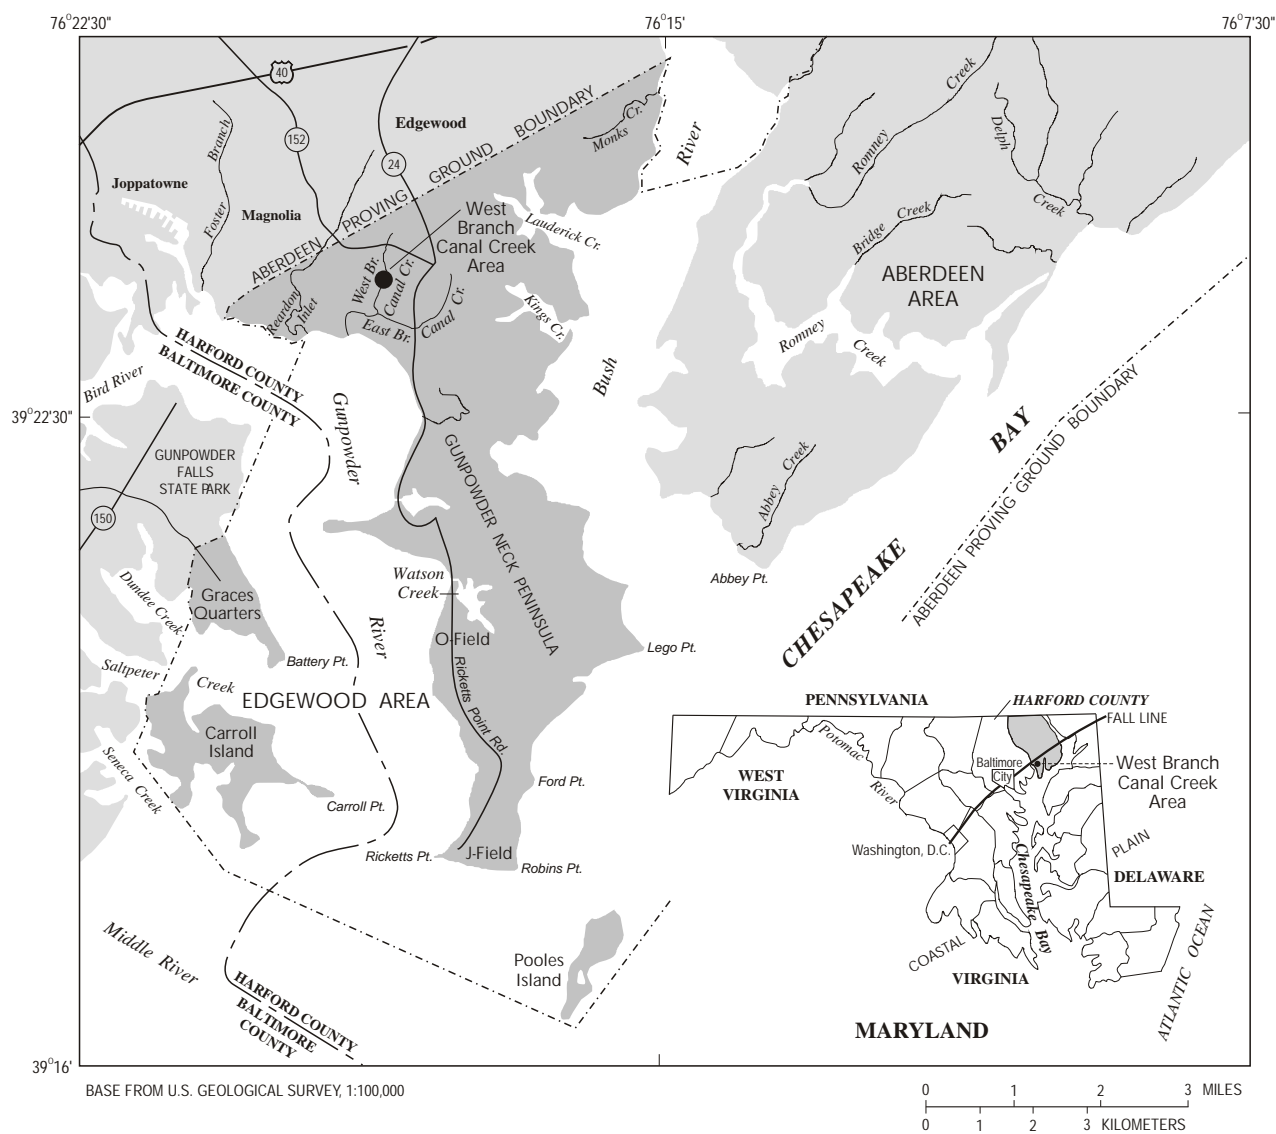 76°22'30"
76°15'
76°7'30"
40
152
24
Edgewood
Joppatowne
Foster Branch
Magnolia
ABERDEEN PROVING GROUND BOUNDARY
Monks Cr.
River
Romney Creek
Delph Creek
Bridge Creek
West
Branch
Canal Creek
Area
Lauderick Cr.
ABERDEEN
AREA
West Br.
Canal Cr.
Reardon
Inlet
East Br. Canal Cr.
Kings Cr.
Romney Creek
HARFORD COUNTY
BALTIMORE COUNTY
Bird River
Bush
39°22'30"
Gunpowder
BAY
GUNPOWDER
FALLS
STATE PARK
GUNPOWDER NECK PENINSULA
Abbey Creek
150
ABERDEEN PROVING GROUND BOUNDARY
Watson
Creek
Abbey Pt.
CHESAPEAKE
Dundee Creek
Graces
Quarters
River
O-Field
Lego Pt.
Battery Pt.
Saltpeter Creek
EDGEWOOD AREA
Ricketts Point Rd.
Carroll
Island
Seneca Creek
Ford Pt.
Carroll Pt.
Ricketts Pt.
J-Field
Robins Pt.
Middle River
Pooles
Island
HARFORD COUNTY
BALTIMORE
COUNTY
39°16'
PENNSYLVANIA
HARFORD COUNTY
FALL LINE
Potomac River
WEST
VIRGINIA
Baltimore
City
West Branch
Canal Creek
Area
Washington, D.C.
Chesapeake Bay
PLAIN
DELAWARE
COASTAL
VIRGINIA
ATLANTIC OCEAN
MARYLAND
BASE FROM U.S. GEOLOGICAL SURVEY, 1:100,000
0 1 2 3 MILES
0 1 2 3 KILOMETERS